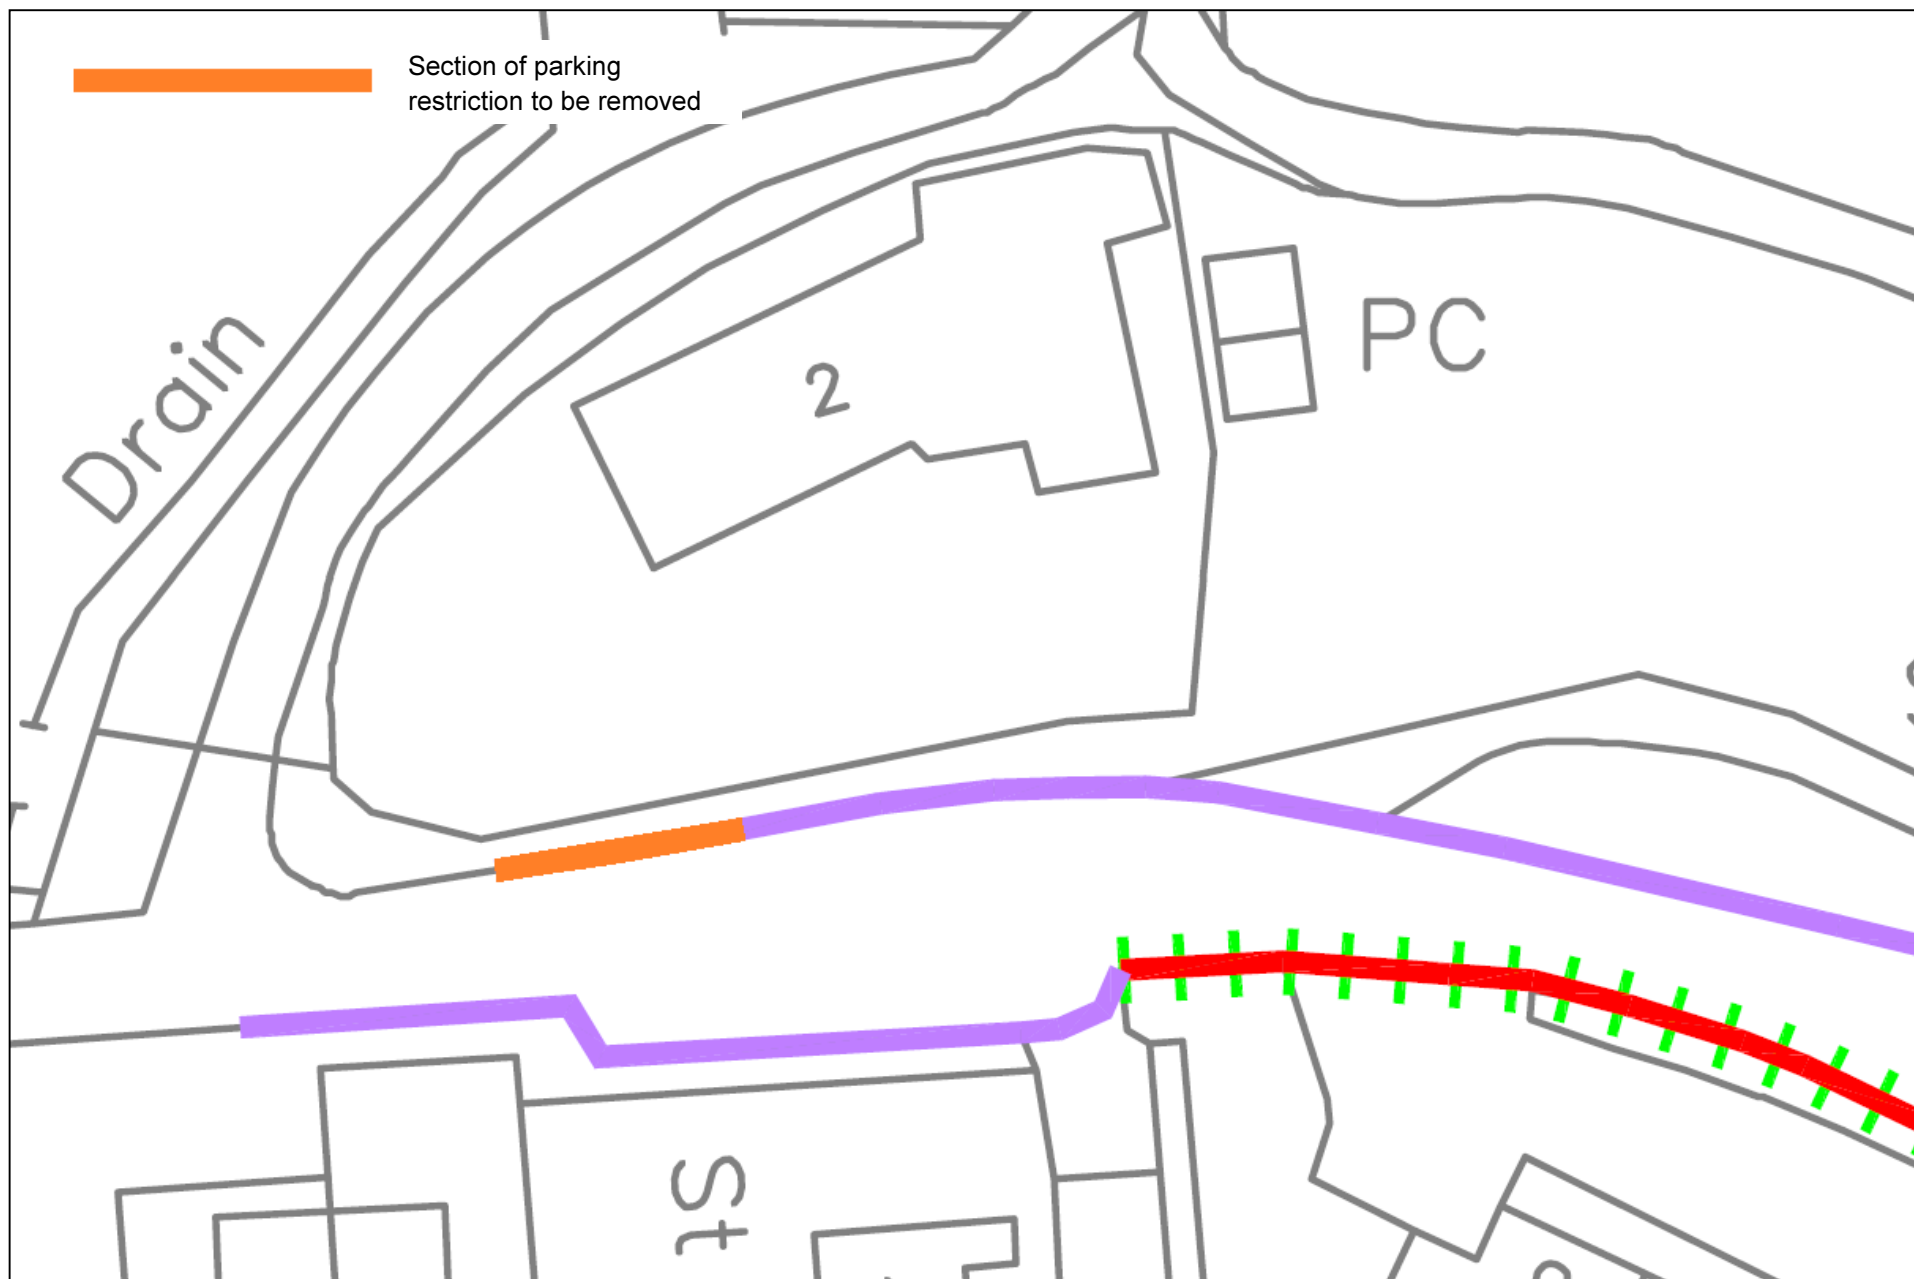 Section of parking
restriction to be removed
Drain
2
PC
St